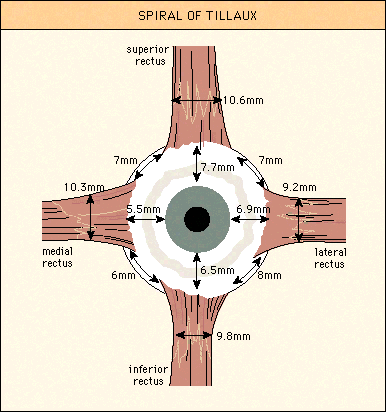 SPIRAL OF TILLAUX
superior
rectus
10.6mm
7mm
7mm
7.7mm
10.3mm
9.2mm
5.5mm
6.9mm
medial
rectus
lateral
rectus
6mm
6.5mm
8mm
9.8mm
inferior
rectus